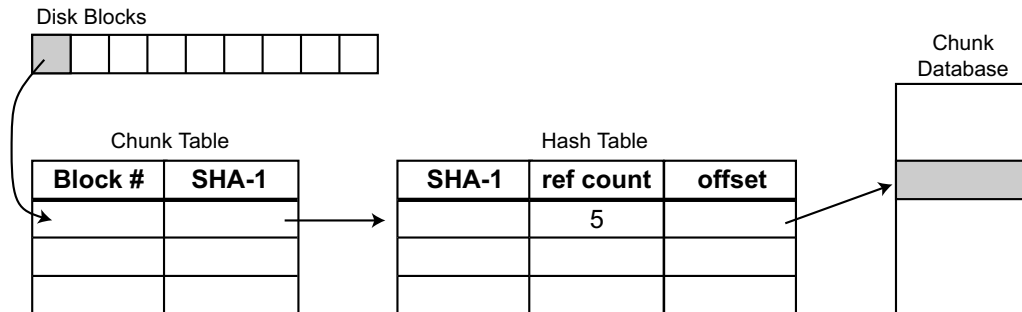 Disk Blocks
Chunk
Database
Chunk Table
Hash Table
Block # SHA-1
SHA-1 ref count offset
5